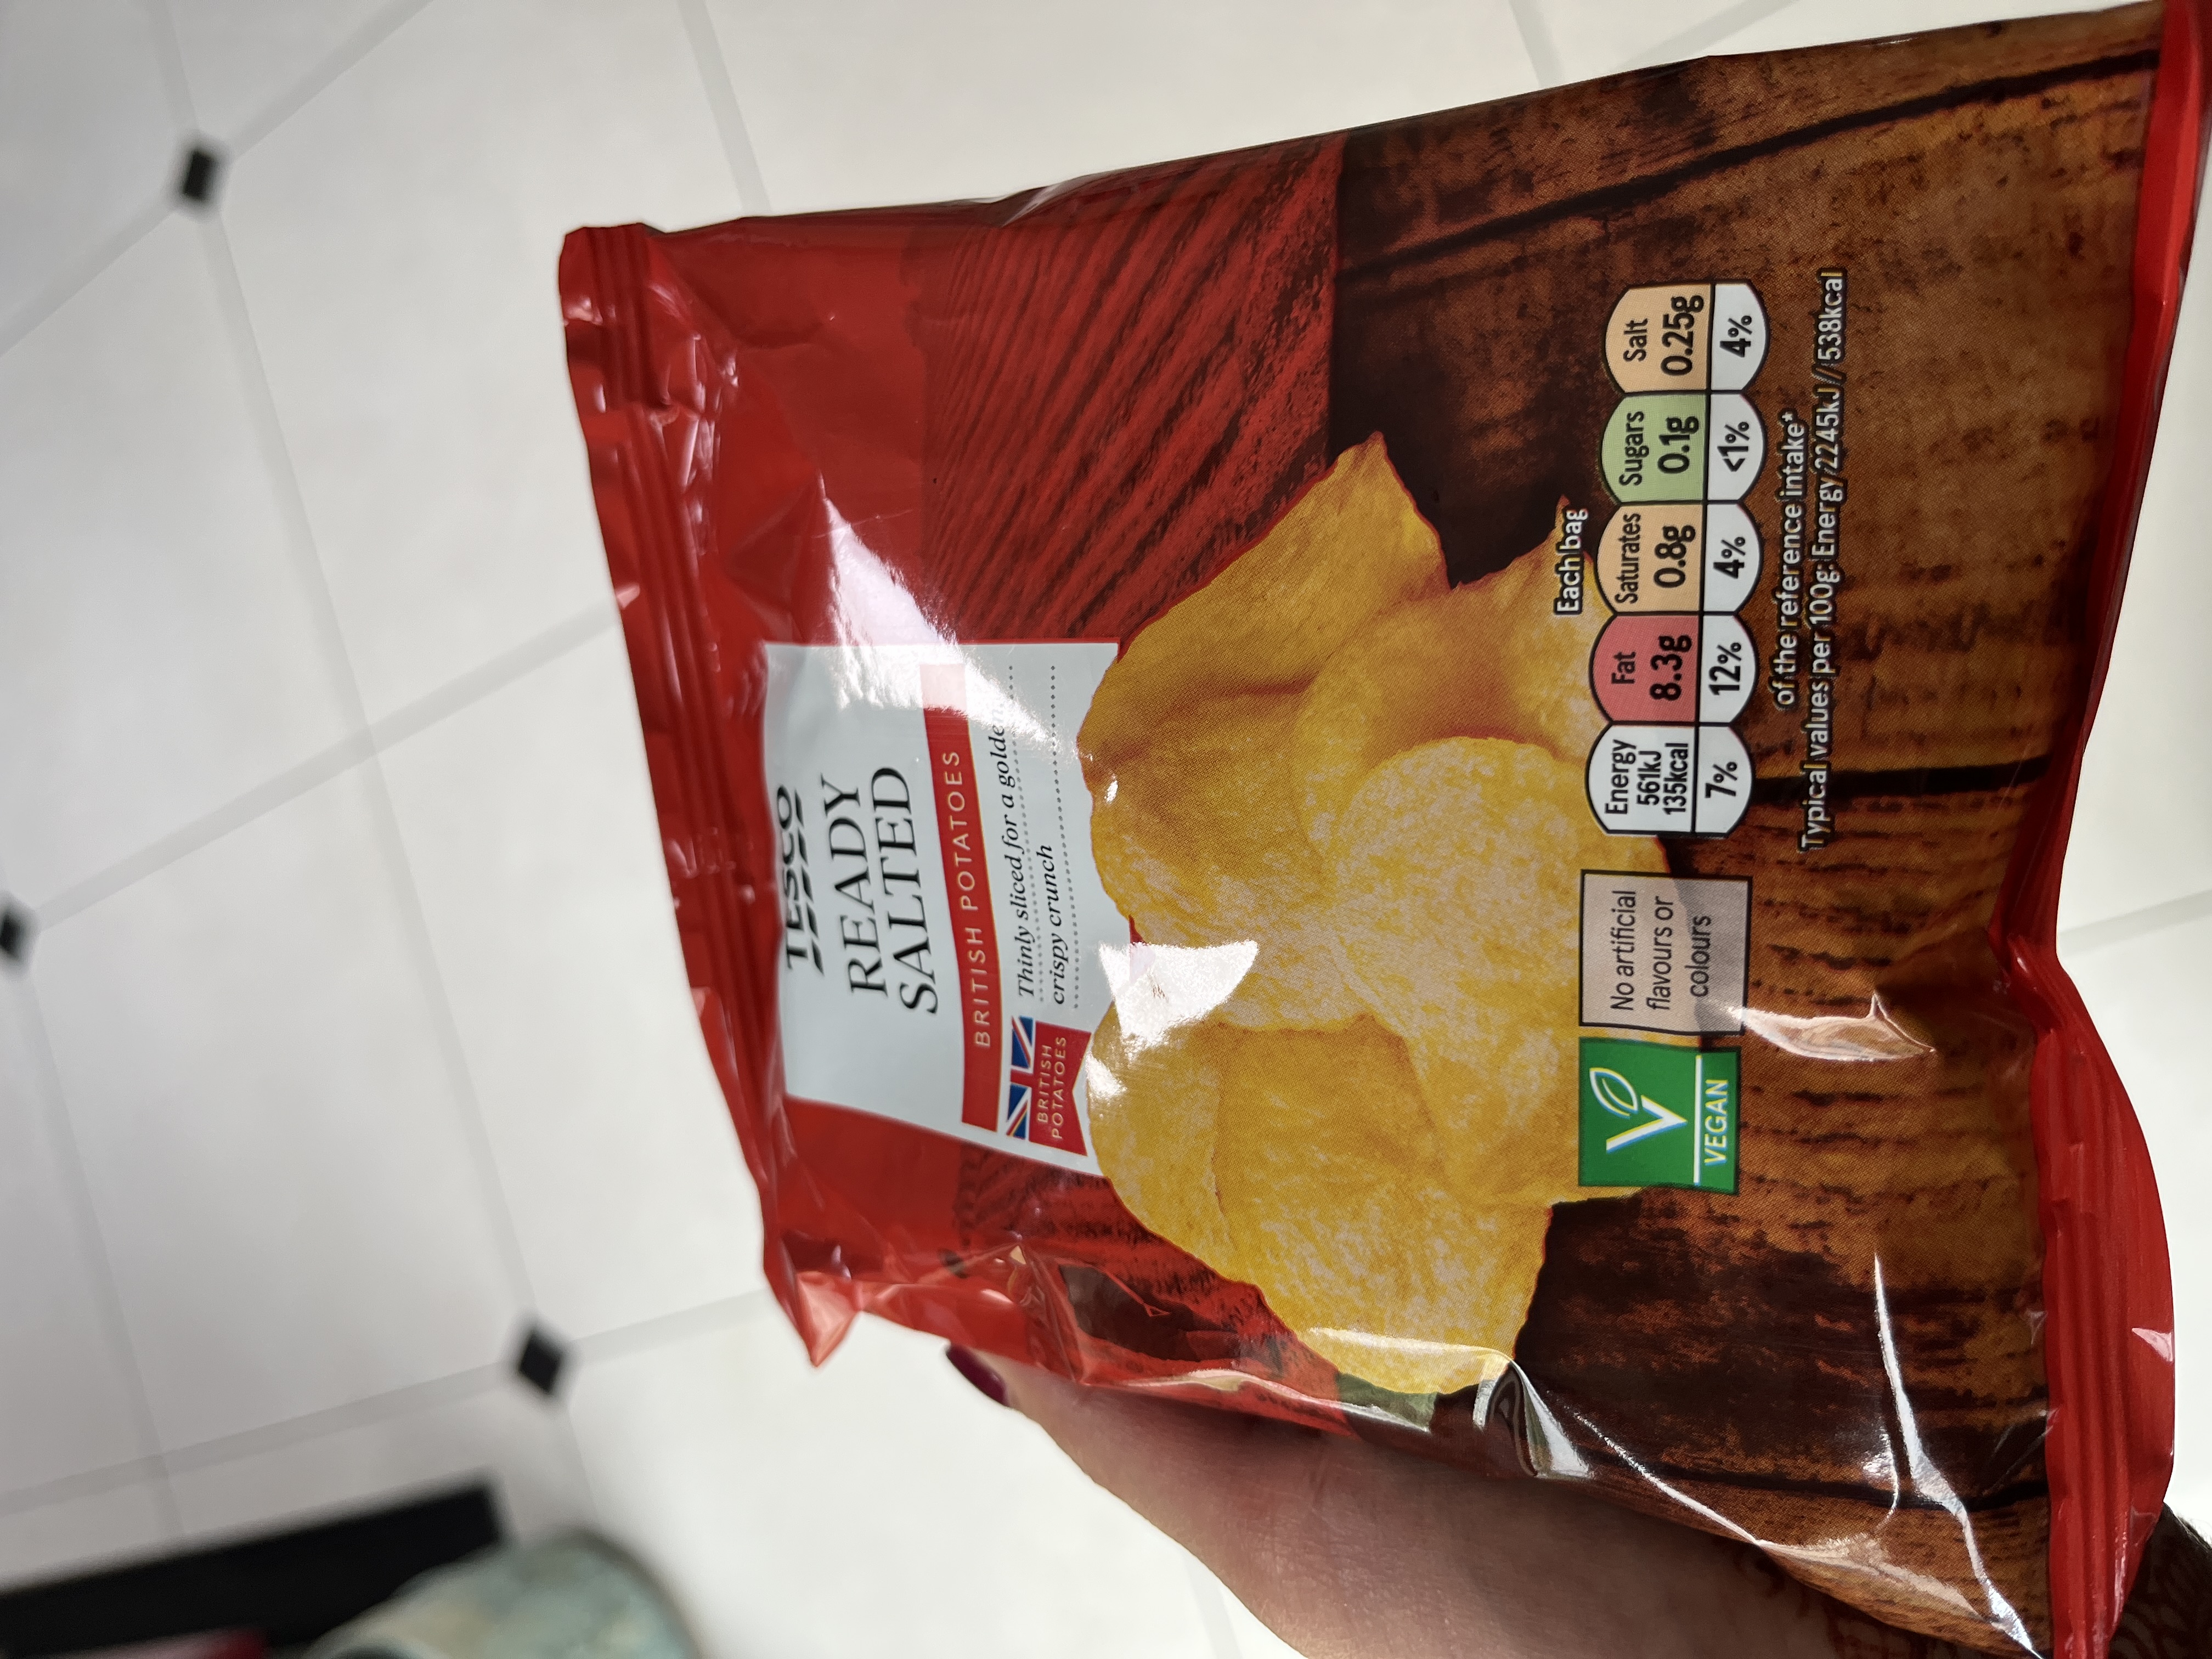 TESCO
READY
SALTED
BRITISH POTATOES
BRITISH
POTATOES
Thinly sliced for a golden,
crispy crunch
VEGAN
No artificial
flavours or
colours
Each bag
Energy
561kJ
135kcal
7%
Fat
8.3g
12%
Saturates
0.8g
4%
Sugars
0.1g
<1%
Salt
0.25g
4%
of the reference intake*
Typical values per 100g: Energy 2245kJ / 538kcal